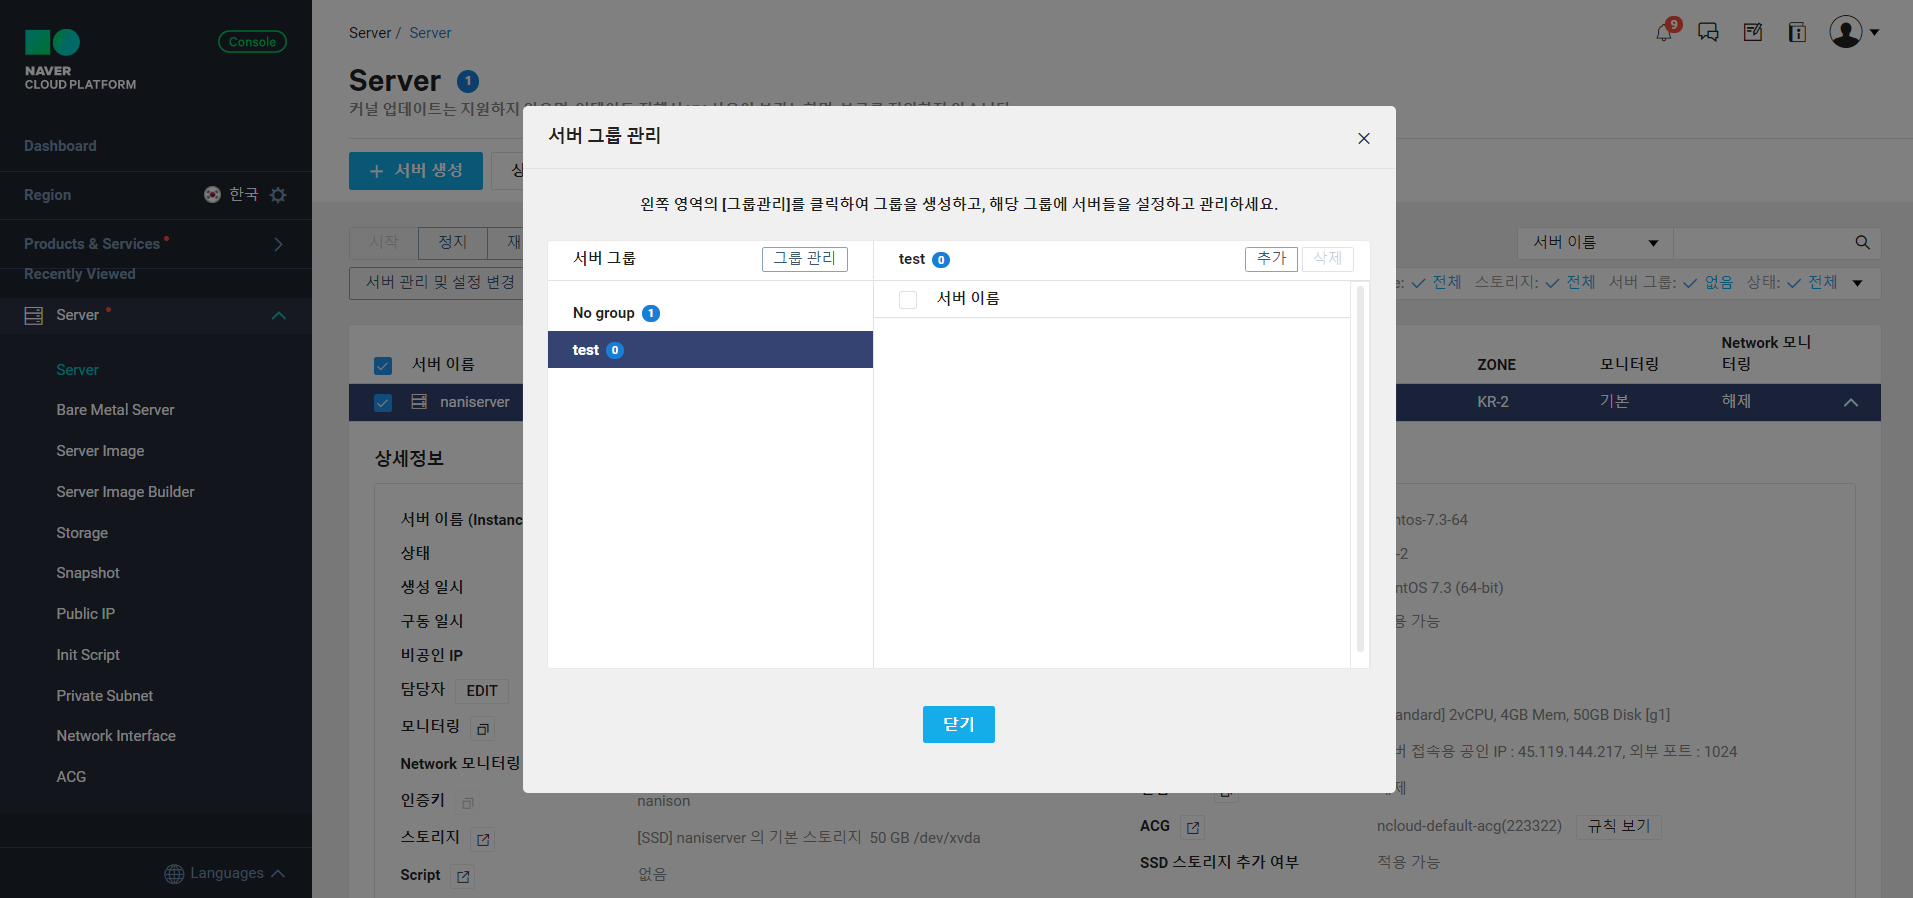 NAVER
CLOUD PLATFORM
Console
Dashboard
Region 한국
Products & Services
Recently Viewed
Server
Server
Bare Metal Server
Server Image
Server Image Builder
Storage
Snapshot
Public IP
Init Script
Private Subnet
Network Interface
ACG
Languages
Server / Server
9
Server 1
커널 업데이트는 지원하지
+ 서버 생성
시작 정지 재
서버 이름
서버 관리 및 설정 변경
전체 스토리지: 전체 서버 그룹: 없음 상태: 전체
서버 이름 ZONE 모니터링 Network 모니터링
naniserver KR-2 기본 해제
상세정보
서버 이름 (Instanc
상태
생성 일시
구동 일시
비공인 IP
담당자 EDIT
모니터링
Network 모니터링
인증키 nanison
스토리지 [SSD] naniserver 의 기본 스토리지 50 GB /dev/xvda
Script 없음
ntos-7.3-64
-2
ntOS 7.3 (64-bit)
용 가능
andard] 2vCPU, 4GB Mem, 50GB Disk [g1]
버 접속용 공인 IP : 45.119.144.217, 외부 포트 : 1024
제
ACG ncloud-default-acg(223322) 규칙 보기
SSD 스토리지 추가 여부 적용 가능
서버 그룹 관리
왼쪽 영역의 [그룹관리]를 클릭하여 그룹을 생성하고, 해당 그룹에 서버들을 설정하고 관리하세요.
서버 그룹 그룹 관리
No group 1
test 0
test 0 추가 삭제
서버 이름
닫기